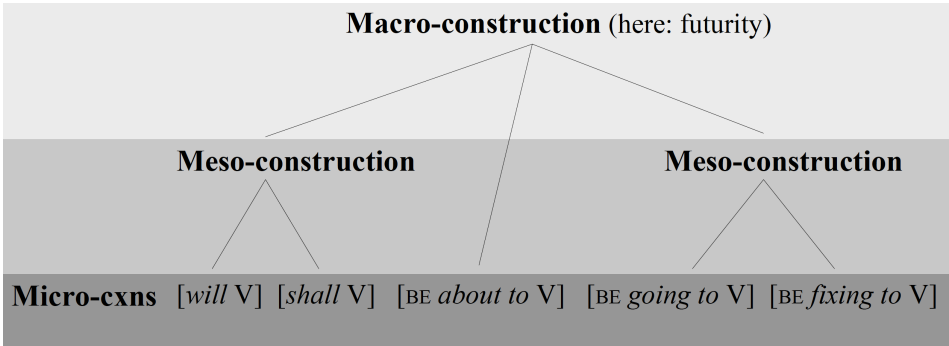 Macro-construction (here: futurity)
Meso-construction Meso-construction
Micro-cxns [will V] [shall V] [BE about to V] [BE going to V] [BE fixing to V]